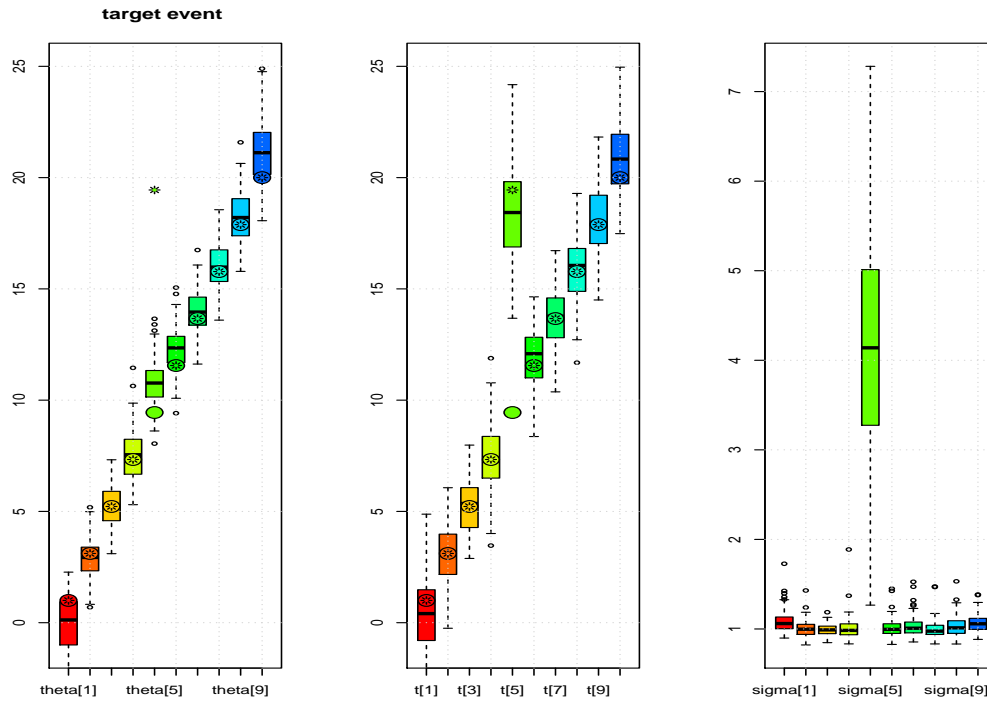 target event
0
5
10
15
20
25
theta[1]
theta[5]
theta[9]
0
5
10
15
20
25
t[1]
t[3]
t[5]
t[7]
t[9]
1
2
3
4
5
6
7
sigma[1]
sigma[5]
sigma[9]